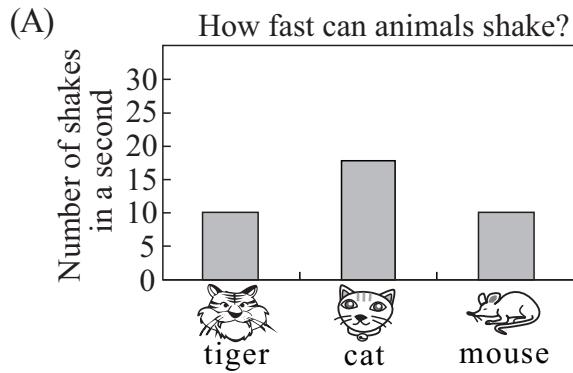 (A)
How fast can animals shake?
Number of shakes
in a second
30
25
20
15
10
5
0
tiger
cat
mouse